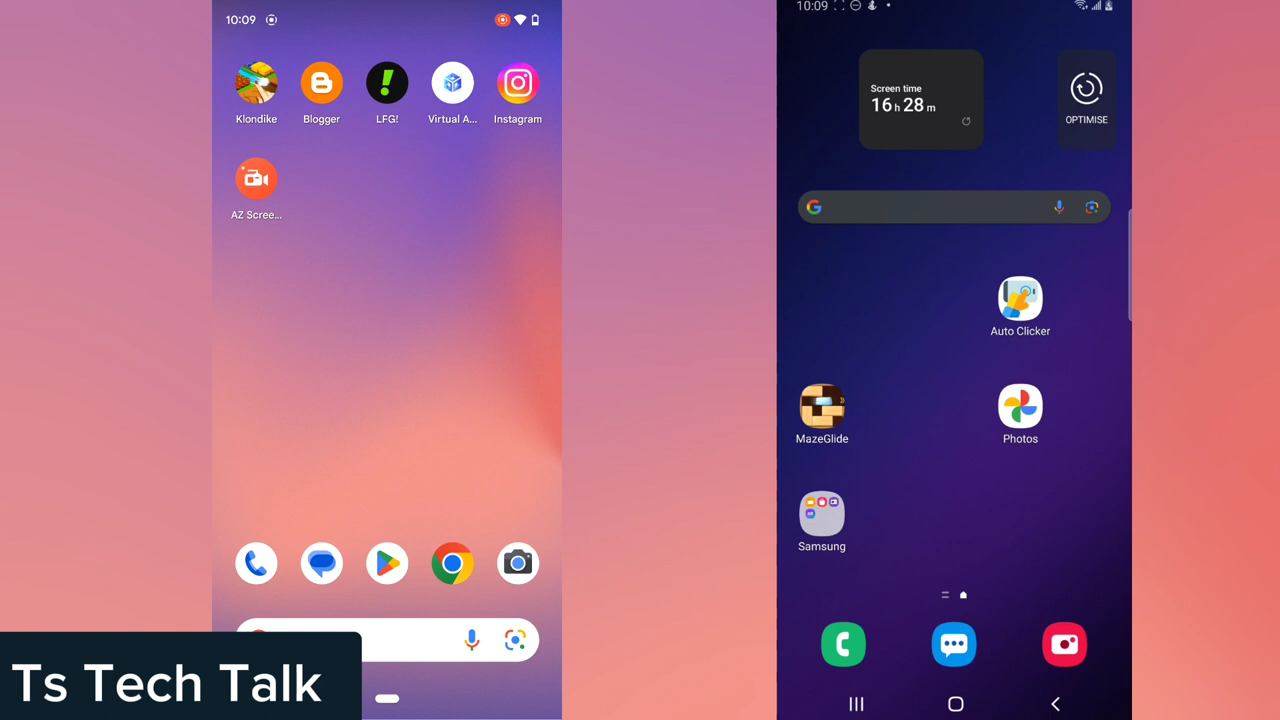 10:09
Klondike
Blogger
LFG!
Virtual A...
Instagram
AZ Scree...
Ts Tech Talk
10:09
Screen time
16 h 28 m
OPTIMISE
Auto Clicker
MazeGlide
Photos
Samsung